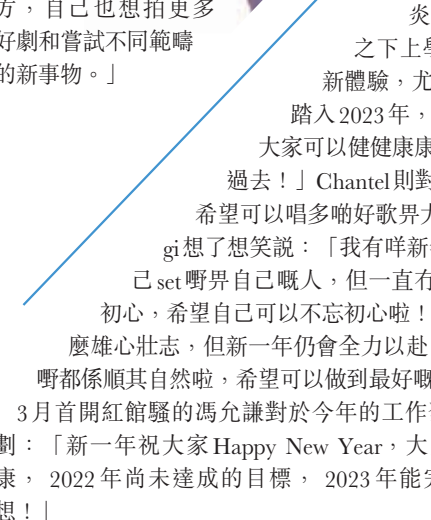 方，自己也想拍更多
好劇和嘗試不同範疇
的新事物。」
炎
之下上學
新體驗，尤
踏入2023年，
大家可以健健康康
過去！」Chantel則對
希望可以唱多啲好歌畀大
gi想了想笑説：「我有咩新
己set嘢畀自己嘅人，但一直冇
初心，希望自己可以不忘初心啦！
麼雄心壯志，但新一年仍會全力以赴
嘢都係順其自然啦，希望可以做到最好嘅
3月首開紅館騷的馮允謙對於今年的工作
劃：「新一年祝大家Happy New Year，大
康， 2022年尚未達成的目標， 2023年能完
想！」